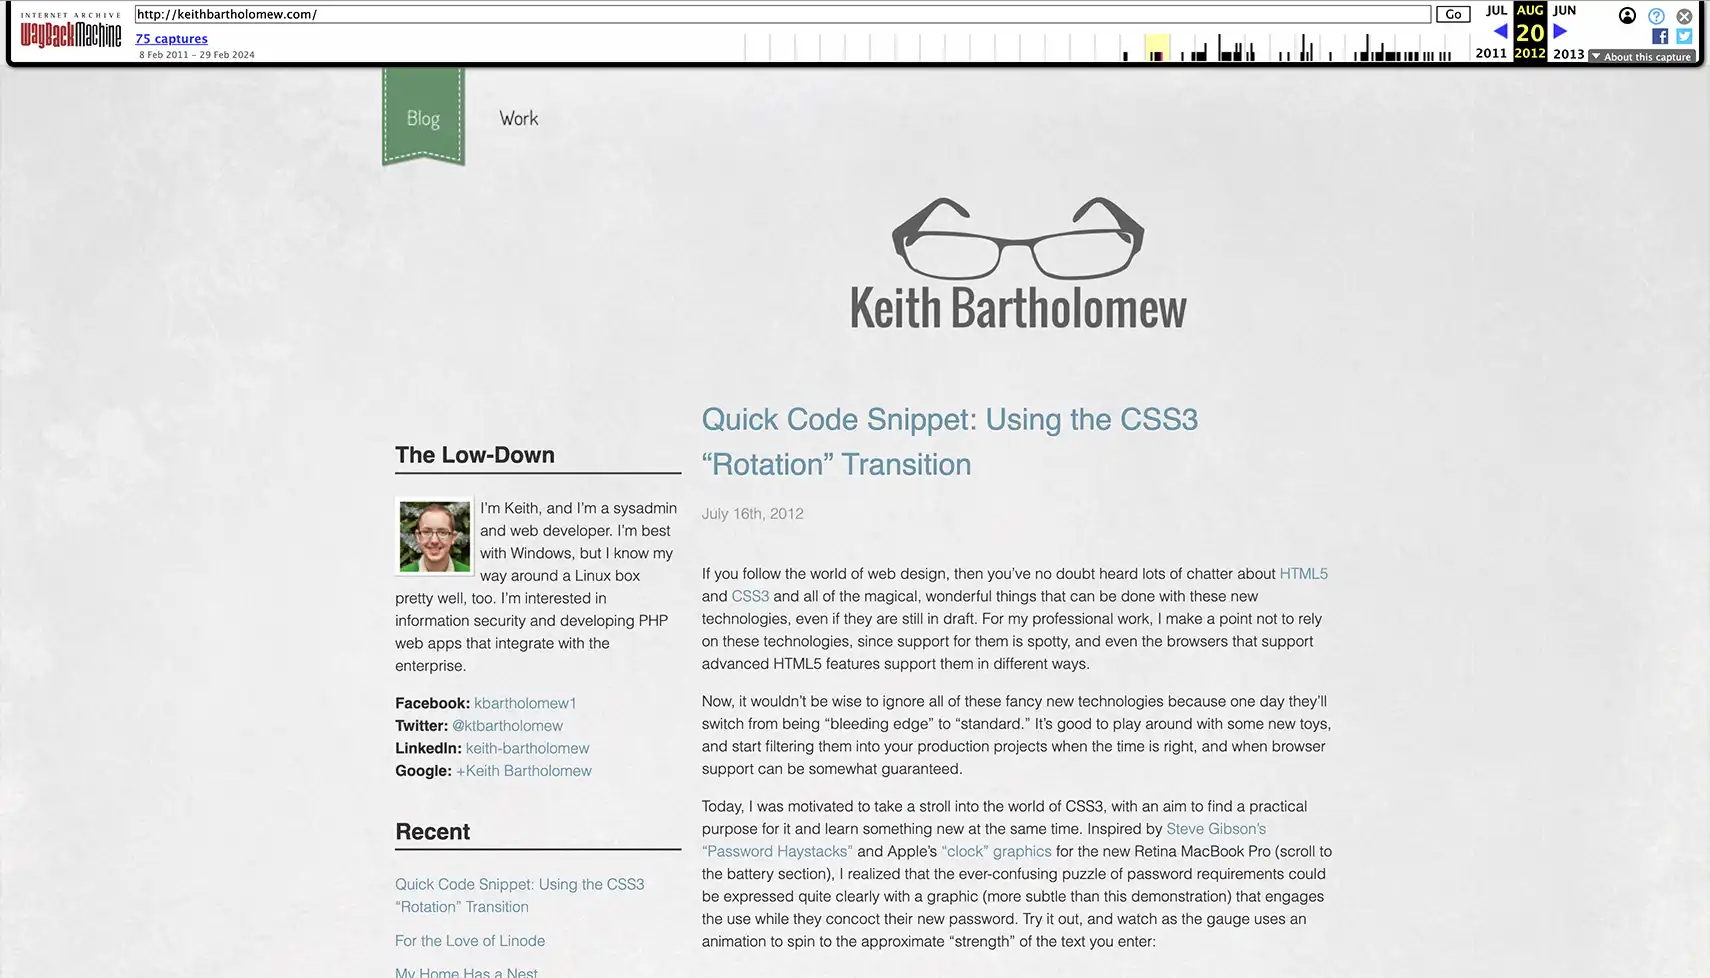 INTERNET ARCHIVE
WayBackMachine
http://keithbartholomew.com/
Go
75 captures
8 Feb 2011 – 29 Feb 2024
JUL AUG JUN
20
2011 2012 2013
About this capture
Blog
Work
Keith Bartholomew
The Low-Down
I’m Keith, and I’m a sysadmin
and web developer. I’m best
with Windows, but I know my
way around a Linux box
pretty well, too. I’m interested in
information security and developing PHP
web apps that integrate with the
enterprise.
Facebook: kbartholomew1
Twitter: @ktbartholomew
LinkedIn: keith-bartholomew
Google: +Keith Bartholomew
Recent
Quick Code Snippet: Using the CSS3
“Rotation” Transition
For the Love of Linode
My Home Has a Nest
Quick Code Snippet: Using the CSS3
“Rotation” Transition
July 16th, 2012
If you follow the world of web design, then you’ve no doubt heard lots of chatter about HTML5
and CSS3 and all of the magical, wonderful things that can be done with these new
technologies, even if they are still in draft. For my professional work, I make a point not to rely
on these technologies, since support for them is spotty, and even the browsers that support
advanced HTML5 features support them in different ways.
Now, it wouldn’t be wise to ignore all of these fancy new technologies because one day they’ll
switch from being “bleeding edge” to “standard.” It’s good to play around with some new toys,
and start filtering them into your production projects when the time is right, and when browser
support can be somewhat guaranteed.
Today, I was motivated to take a stroll into the world of CSS3, with an aim to find a practical
purpose for it and learn something new at the same time. Inspired by Steve Gibson’s
“Password Haystacks” and Apple’s “clock” graphics for the new Retina MacBook Pro (scroll to
the battery section), I realized that the ever-confusing puzzle of password requirements could
be expressed quite clearly with a graphic (more subtle than this demonstration) that engages
the use while they concoct their new password. Try it out, and watch as the gauge uses an
animation to spin to the approximate “strength” of the text you enter: